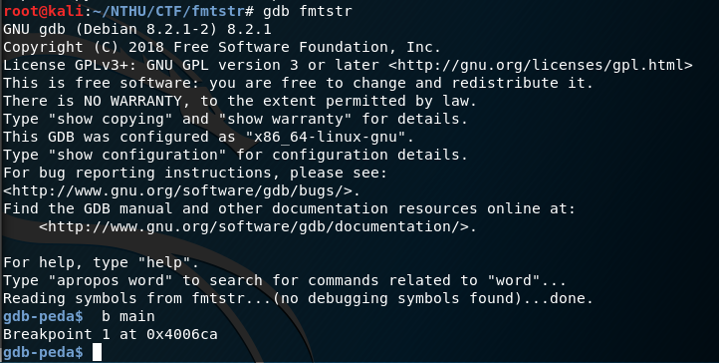 root@kali:~/NTHU/CTF/fmtstr# gdb fmtstr
GNU gdb (Debian 8.2.1-2) 8.2.1
Copyright (C) 2018 Free Software Foundation, Inc.
License GPLv3+: GNU GPL version 3 or later <http://gnu.org/licenses/gpl.html>
This is free software: you are free to change and redistribute it.
There is NO WARRANTY, to the extent permitted by law.
Type "show copying" and "show warranty" for details.
This GDB was configured as "x86_64-linux-gnu".
Type "show configuration" for configuration details.
For bug reporting instructions, please see:
<http://www.gnu.org/software/gdb/bugs/>.
Find the GDB manual and other documentation resources online at:
    <http://www.gnu.org/software/gdb/documentation/>.

For help, type "help".
Type "apropos word" to search for commands related to "word"...
Reading symbols from fmtstr...(no debugging symbols found)...done.
gdb-peda$  b main
Breakpoint 1 at 0x4006ca
gdb-peda$